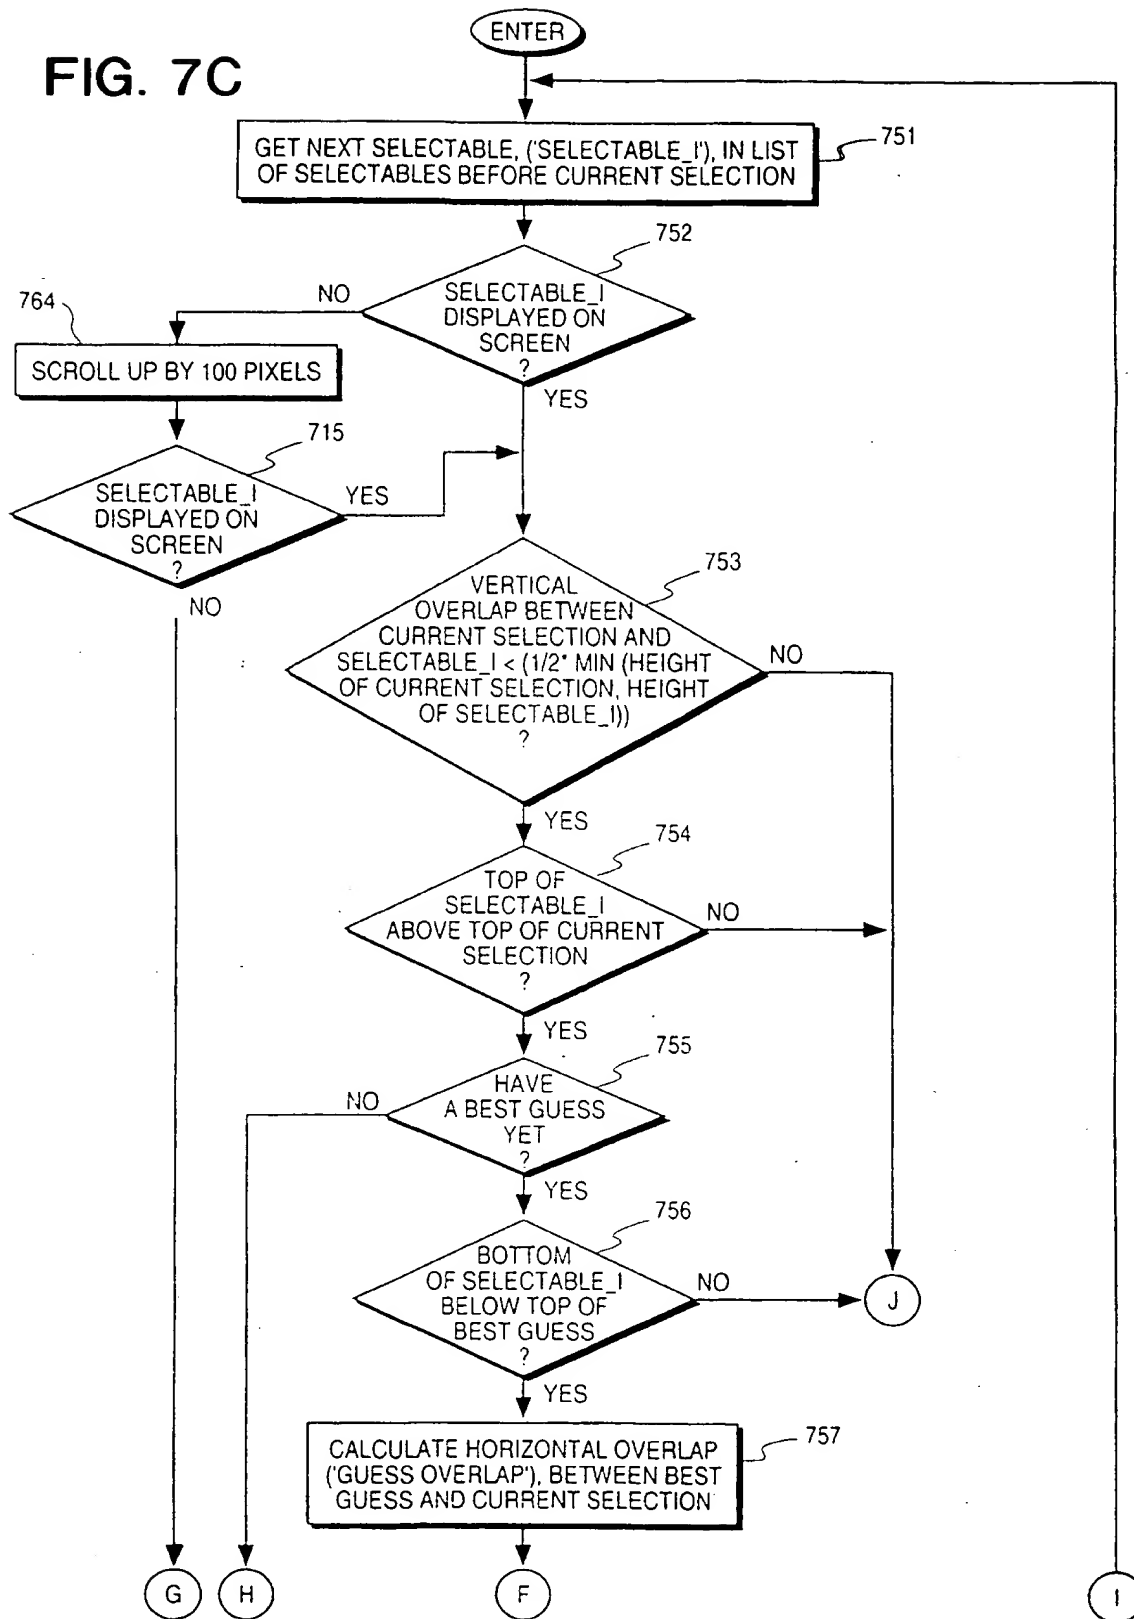 ENTER
FIG. 7C
GET NEXT SELECTABLE, ('SELECTABLE_I'), IN LIST
OF SELECTABLES BEFORE CURRENT SELECTION
751
752
SELECTABLE_I
DISPLAYED ON
SCREEN
?
NO
YES
764
SCROLL UP BY 100 PIXELS
715
SELECTABLE_I
DISPLAYED ON
SCREEN
?
YES
NO
753
VERTICAL
OVERLAP BETWEEN
CURRENT SELECTION AND
SELECTABLE_I < (1/2* MIN (HEIGHT
OF CURRENT SELECTION, HEIGHT
OF SELECTABLE_I))
?
NO
YES
754
TOP OF
SELECTABLE_I
ABOVE TOP OF CURRENT
SELECTION
?
NO
YES
755
HAVE
A BEST GUESS
YET
?
NO
YES
756
BOTTOM
OF SELECTABLE_I
BELOW TOP OF
BEST GUESS
?
NO
J
YES
757
CALCULATE HORIZONTAL OVERLAP
('GUESS OVERLAP'), BETWEEN BEST
GUESS AND CURRENT SELECTION
G
H
F
I